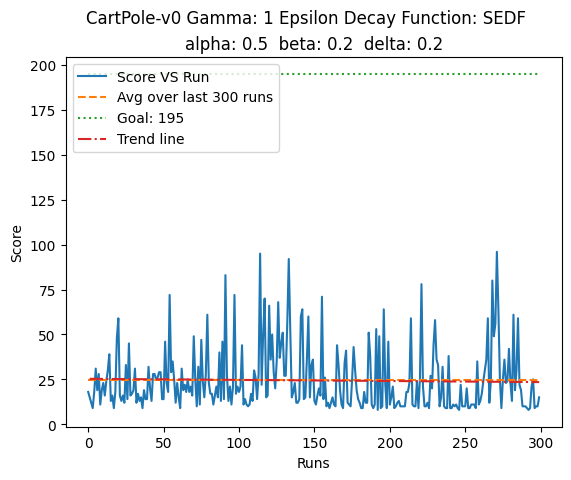 CartPole-v0 Gamma: 1 Epsilon Decay Function: SEDF
alpha: 0.5  beta: 0.2  delta: 0.2
Score VS Run
Avg over last 300 runs
Goal: 195
Trend line
200
175
150
125
100
75
50
25
0
Score
0
50
100
150
200
250
300
Runs